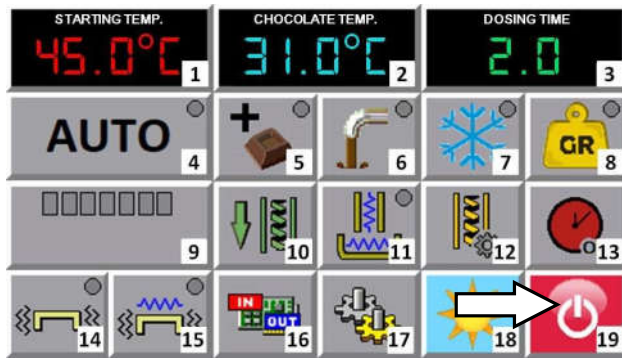 STARTING TEMP. CHOCOLATE TEMP. DOSING TIME
45.0°C 1 31.0°C 2 2.0 3
AUTO 4 5 6 7 GR 8
9 10 11 12 13
14 15 IN OUT 16 17 18 19